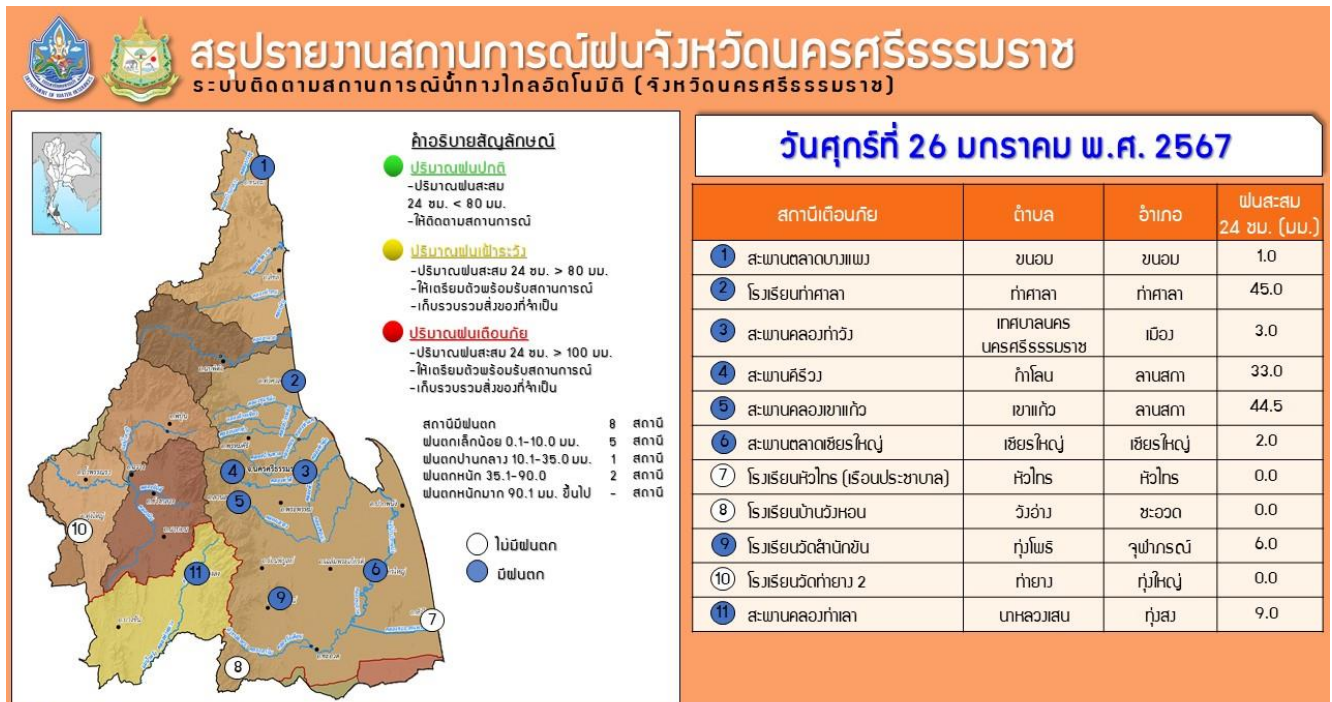 สรุปรายงานสถานการณ์ฝนจังหวัดนครศรีธรรมราช
ระบบติดตามสถานการณ์น้ำทางไกลอัตโนมัติ (จังหวัดนครศรีธรรมราช)
คำอธิบายสัญลักษณ์
ปริมาณฝนปกติ
-ปริมาณฝนสะสม
24 ชม. < 80 มม.
-ให้ติดตามสถานการณ์
ปริมาณฝนเฝ้าระวัง
-ปริมาณฝนสะสม 24 ชม. > 80 มม.
-ให้เตรียมตัวพร้อมรับสถานการณ์
-เก็บรวบรวมสิ่งของที่จำเป็น
ปริมาณฝนเตือนภัย
-ปริมาณฝนสะสม 24 ชม. > 100 มม.
-ให้เตรียมตัวพร้อมรับสถานการณ์
-เก็บรวบรวมสิ่งของที่จำเป็น
สถานีมีฝนตก 8 สถานี
ฝนตกเล็กน้อย 0.1-10.0 มม. 5 สถานี
ฝนตกปานกลาง 10.1-35.0 มม. 1 สถานี
ฝนตกหนัก 35.1-90.0 2 สถานี
ฝนตกหนักมาก 90.1 มม. ขึ้นไป - สถานี
ไม่มีฝนตก
มีฝนตก
1
2
4
3
5
10
11
6
9
7
8
วันศุกร์ที่ 26 มกราคม พ.ศ. 2567
สถานีเตือนภัย ตำบล อำเภอ ฝนสะสม
24 ชม. (มม.)
1 สะพานตลาดบางแพง ขนอม ขนอม 1.0
2 โรงเรียนท่าศาลา ท่าศาลา ท่าศาลา 45.0
3 สะพานคลองท่าวัง เทศบาลนคร
นครศรีธรรมราช เมือง 3.0
4 สะพานคีรีวง กำโลน ลานสกา 33.0
5 สะพานคลองเขาแก้ว เขาแก้ว ลานสกา 44.5
6 สะพานตลาดเชียรใหญ่ เชียรใหญ่ เชียรใหญ่ 2.0
7 โรงเรียนหัวไทร (เรือนประชาบาล) หัวไทร หัวไทร 0.0
8 โรงเรียนบ้านวังหอน วังอ่าง ชะอวด 0.0
9 โรงเรียนวัดสำนักขัน ทุ่งโพธิ จุฬาภรณ์ 6.0
10 โรงเรียนวัดท่ายาง 2 ท่ายาง ทุ่งใหญ่ 0.0
11 สะพานคลองท่าเลา นาหลวงเสน ทุ่งสง 9.0